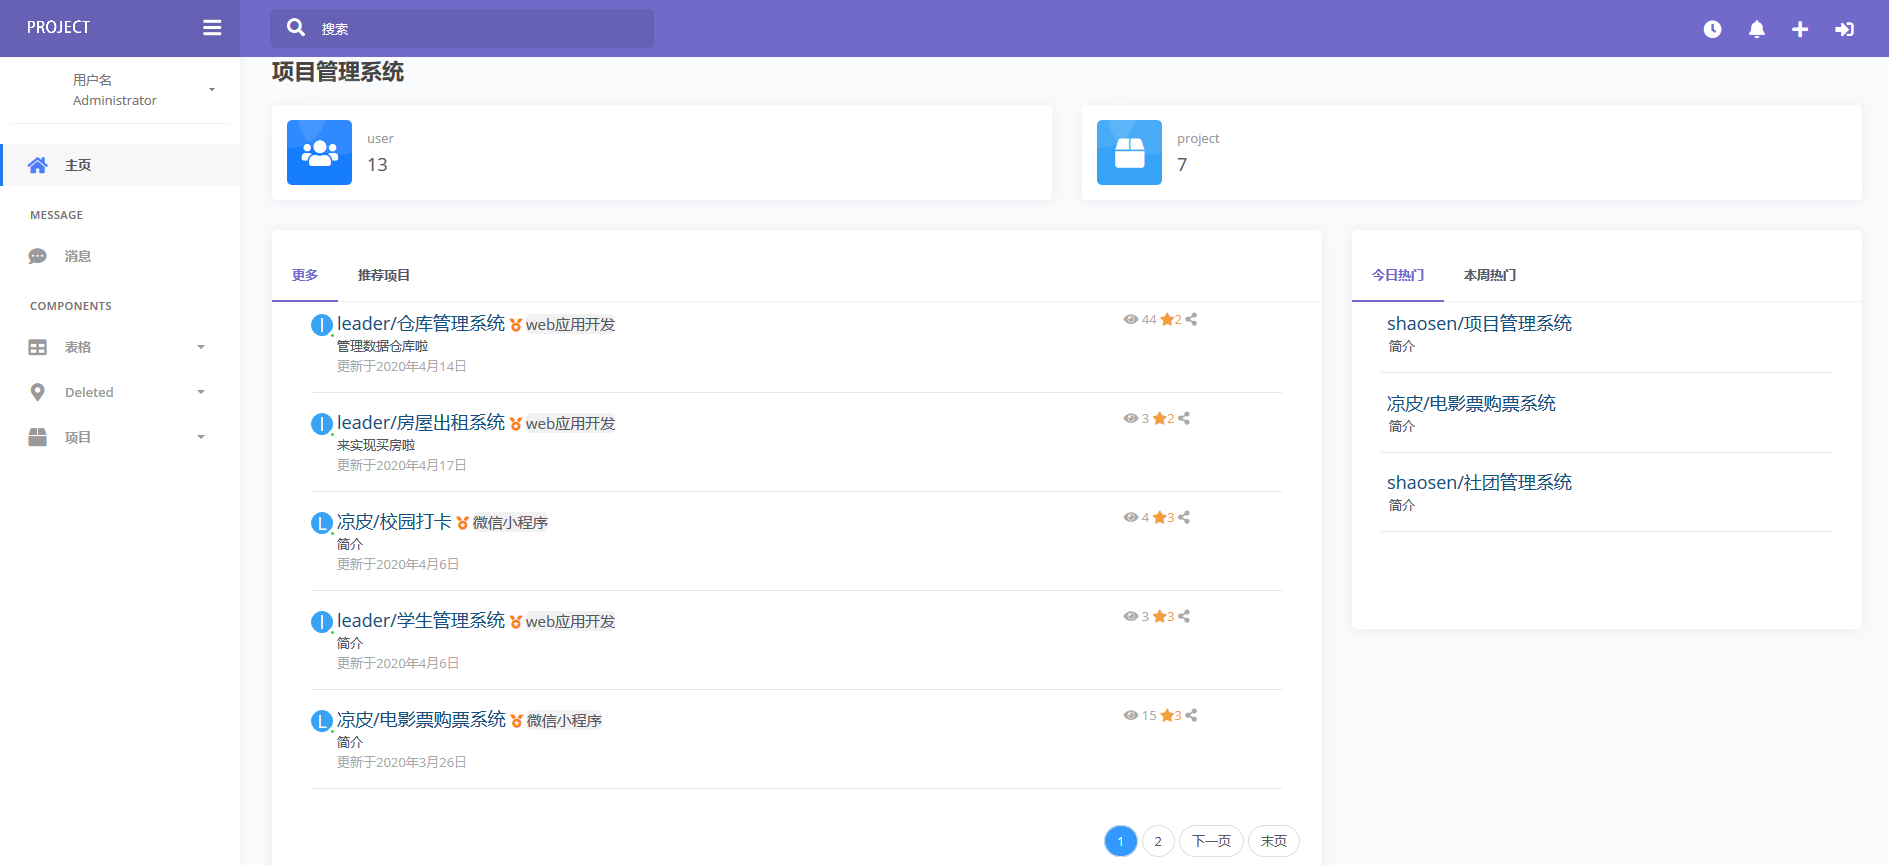 PROJECT
搜索
用户名
Administrator
主页
MESSAGE
消息
COMPONENTS
表格
Deleted
项目
项目管理系统
user
13
project
7
更多 推荐项目
l leader/仓库管理系统 web应用开发 44 2
管理数据仓库啦
更新于2020年4月14日
l leader/房屋出租系统 web应用开发 3 2
来实现买房啦
更新于2020年4月17日
L 凉皮/校园打卡 微信小程序 4 3
简介
更新于2020年4月6日
l leader/学生管理系统 web应用开发 3 3
简介
更新于2020年4月6日
L 凉皮/电影票购票系统 微信小程序 15 3
简介
更新于2020年3月26日
1 2 下一页 末页
今日热门 本周热门
shaosen/项目管理系统
简介
凉皮/电影票购票系统
简介
shaosen/社团管理系统
简介